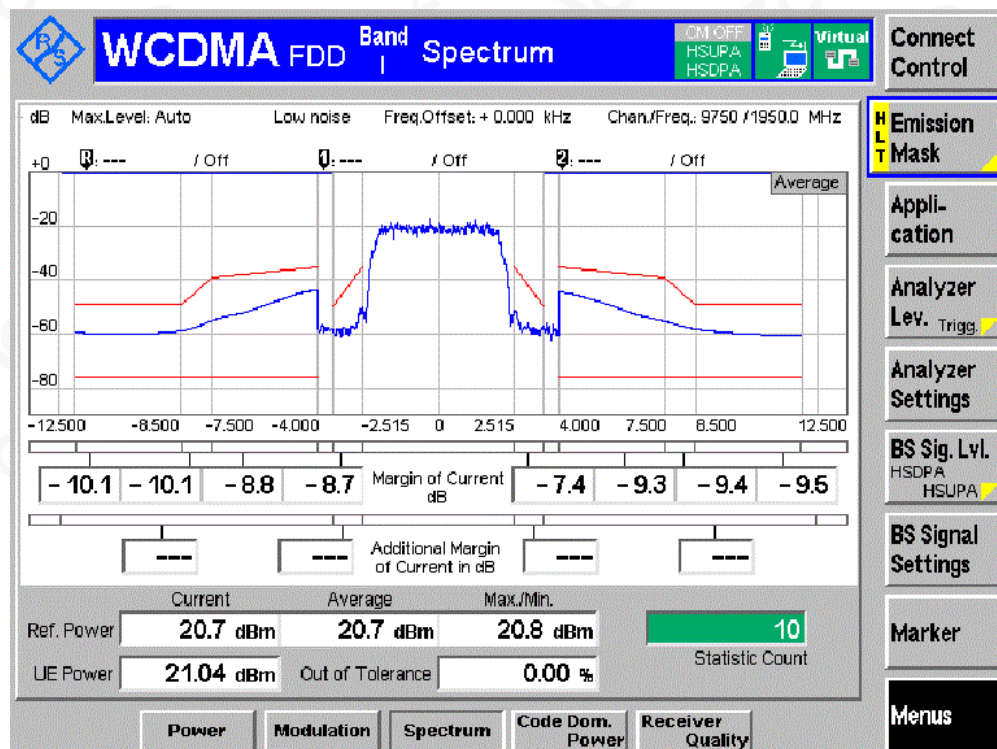 R&S
WCDMA FDD Band I Spectrum
CM OFF
HSUPA
HSDPA
Virtual
Connect Control
dB Max.Level: Auto Low noise Freq.Offset: + 0.000 kHz Chan./Freq.: 9750 / 1950.0 MHz
HLT
Emission Mask
R: --- / Off 1: --- / Off 2: --- / Off
Average
+0
-20
-40
-60
-80
-12.500 -8.500 -7.500 -4.000 -2.515 0 2.515 4.000 7.500 8.500 12.500
Appli-
cation
Analyzer
Lev. Trigg.
Analyzer
Settings
- 10.1 - 10.1 - 8.8 - 8.7 Margin of Current dB - 7.4 - 9.3 - 9.4 - 9.5
BS Sig. Lvl.
HSDPA
HSUPA
--- --- Additional Margin of Current in dB --- ---
BS Signal
Settings
Current Average Max./Min.
Ref. Power 20.7 dBm 20.7 dBm 20.8 dBm 10
Statistic Count
UE Power 21.04 dBm Out of Tolerance 0.00 %
Marker
Power Modulation Spectrum Code Dom. Power Receiver Quality
Menus